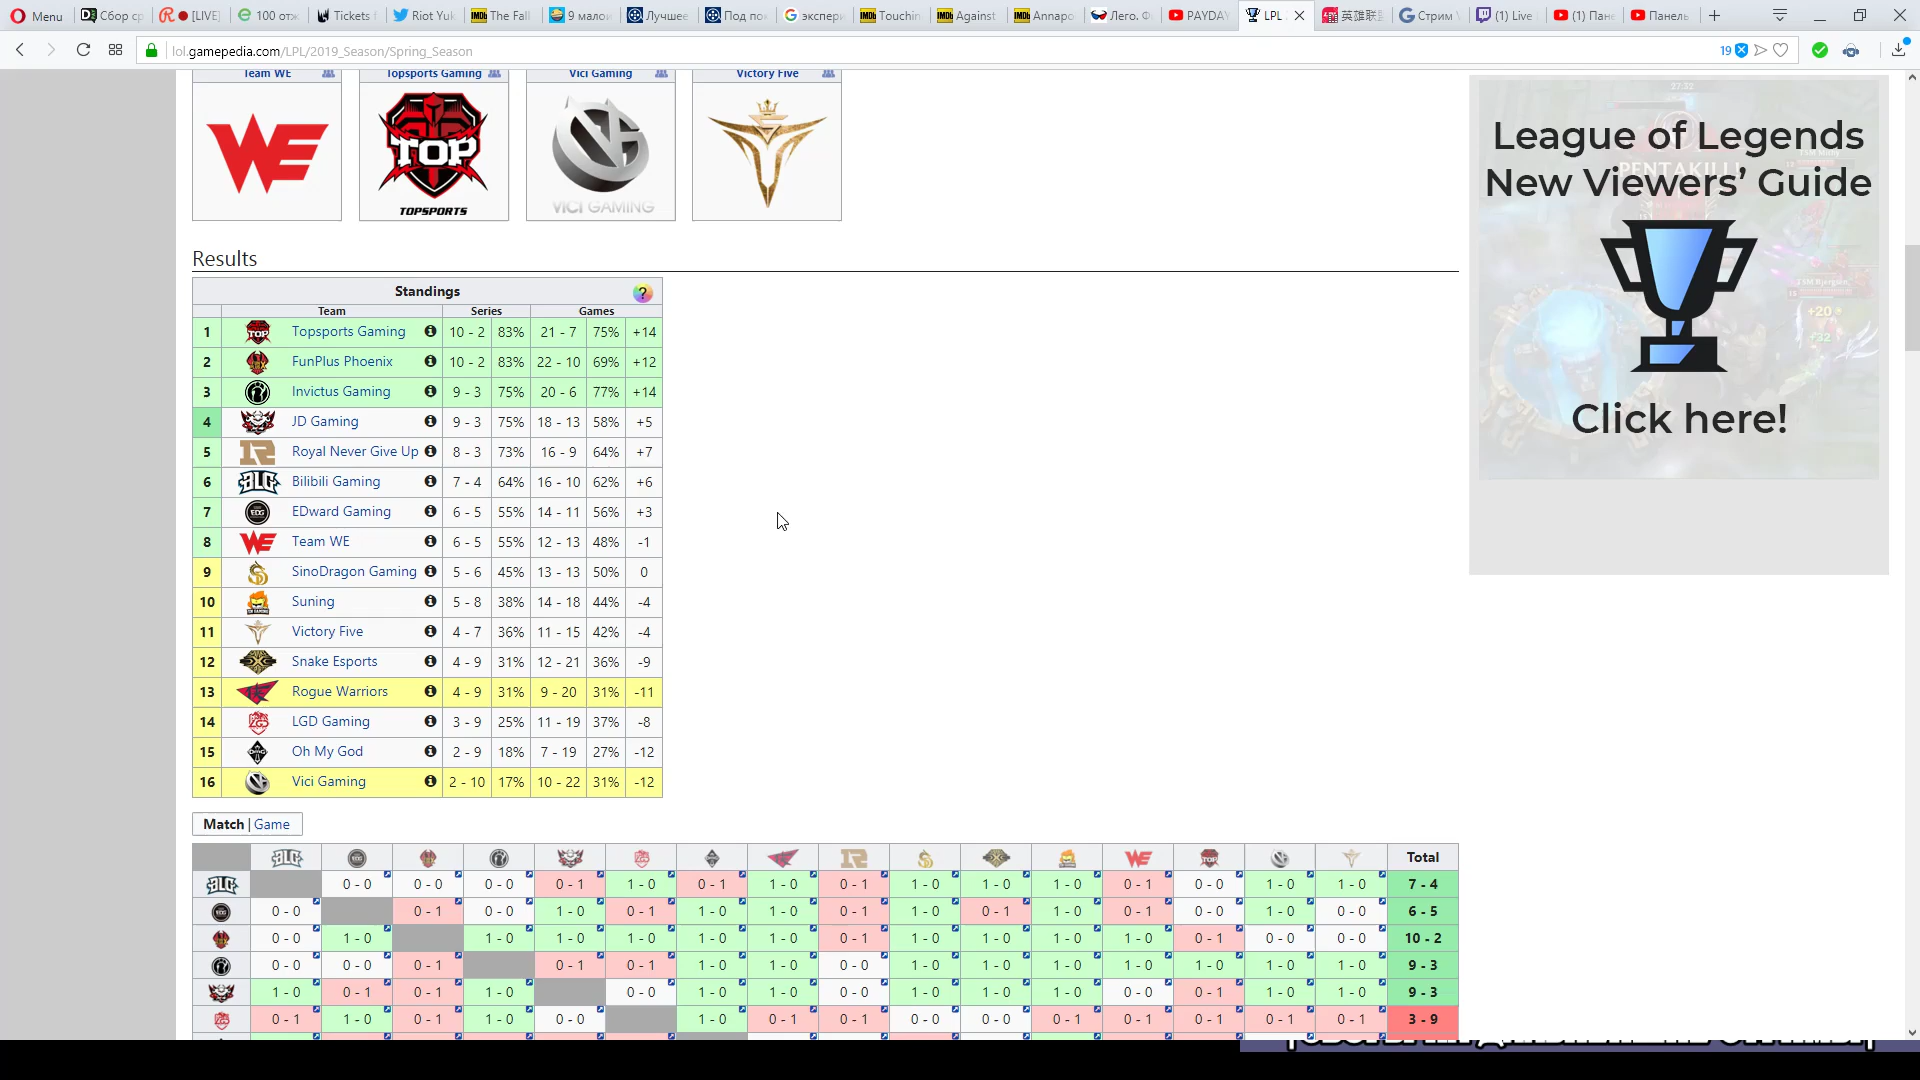 Menu
Сбор ср
[LIVE]
100 отж
Tickets f
Riot Yuk
The Fall
9 мало
Лучшее
Под по
экспер
Touchin
Against
Annapo
Лего. Ф
PAYDAY
LPL
英雄联盟
Стрим
(1) Live
(1) Пан
Панель
lol.gamepedia.com/LPL/2019_Season/Spring_Season
19
Team WE
Topsports Gaming
Vici Gaming
Victory Five
WE
TOP
TOPSPORTS
VICI GAMING
27:32
League of Legends
PENTAKILL!
New Viewers’ Guide
+20
+32
Click here!
Results
Standings ?
Team Series Games
1 Topsports Gaming 10 - 2 83% 21 - 7 75% +14
2 FunPlus Phoenix 10 - 2 83% 22 - 10 69% +12
3 Invictus Gaming 9 - 3 75% 20 - 6 77% +14
4 JD Gaming 9 - 3 75% 18 - 13 58% +5
5 Royal Never Give Up 8 - 3 73% 16 - 9 64% +7
6 Bilibili Gaming 7 - 4 64% 16 - 10 62% +6
7 EDward Gaming 6 - 5 55% 14 - 11 56% +3
8 Team WE 6 - 5 55% 12 - 13 48% -1
9 SinoDragon Gaming 5 - 6 45% 13 - 13 50% 0
10 Suning 5 - 8 38% 14 - 18 44% -4
11 Victory Five 4 - 7 36% 11 - 15 42% -4
12 Snake Esports 4 - 9 31% 12 - 21 36% -9
13 Rogue Warriors 4 - 9 31% 9 - 20 31% -11
14 LGD Gaming 3 - 9 25% 11 - 19 37% -8
15 Oh My God 2 - 9 18% 7 - 19 27% -12
16 Vici Gaming 2 - 10 17% 10 - 22 31% -12
Match | Game
Total
0 - 0 0 - 0 0 - 0 0 - 1 1 - 0 0 - 1 1 - 0 0 - 1 1 - 0 1 - 0 1 - 0 0 - 1 0 - 0 1 - 0 1 - 0 7 - 4
0 - 0 0 - 1 0 - 0 1 - 0 0 - 1 1 - 0 1 - 0 0 - 1 1 - 0 0 - 1 1 - 0 0 - 1 0 - 0 1 - 0 0 - 0 6 - 5
0 - 0 1 - 0 1 - 0 1 - 0 1 - 0 1 - 0 1 - 0 0 - 1 1 - 0 1 - 0 1 - 0 1 - 0 0 - 1 0 - 0 0 - 0 10 - 2
0 - 0 0 - 0 0 - 1 0 - 1 0 - 1 1 - 0 1 - 0 0 - 0 1 - 0 1 - 0 1 - 0 1 - 0 1 - 0 1 - 0 1 - 0 9 - 3
1 - 0 0 - 1 0 - 1 1 - 0 0 - 0 1 - 0 1 - 0 0 - 0 1 - 0 1 - 0 1 - 0 0 - 0 0 - 1 1 - 0 1 - 0 9 - 3
0 - 1 1 - 0 0 - 1 1 - 0 0 - 0 1 - 0 0 - 1 0 - 1 0 - 0 0 - 0 0 - 1 0 - 1 0 - 1 0 - 1 0 - 1 3 - 9